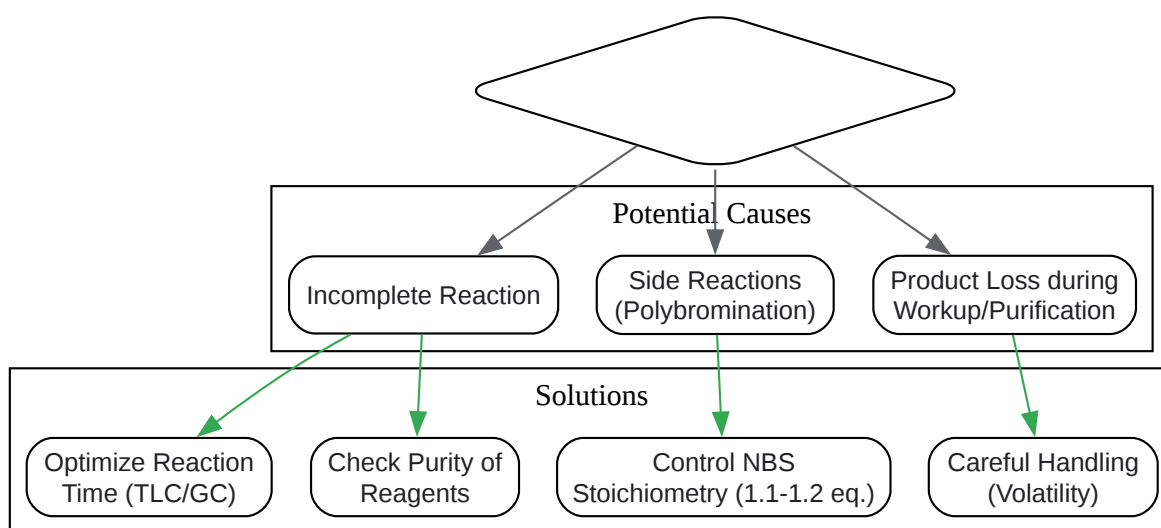 Potential Causes
Incomplete Reaction
Side Reactions
(Polybromination)
Product Loss during
Workup/Purification
Solutions
Optimize Reaction
Time (TLC/GC)
Check Purity of
Reagents
Control NBS
Stoichiometry (1.1-1.2 eq.)
Careful Handling
(Volatility)